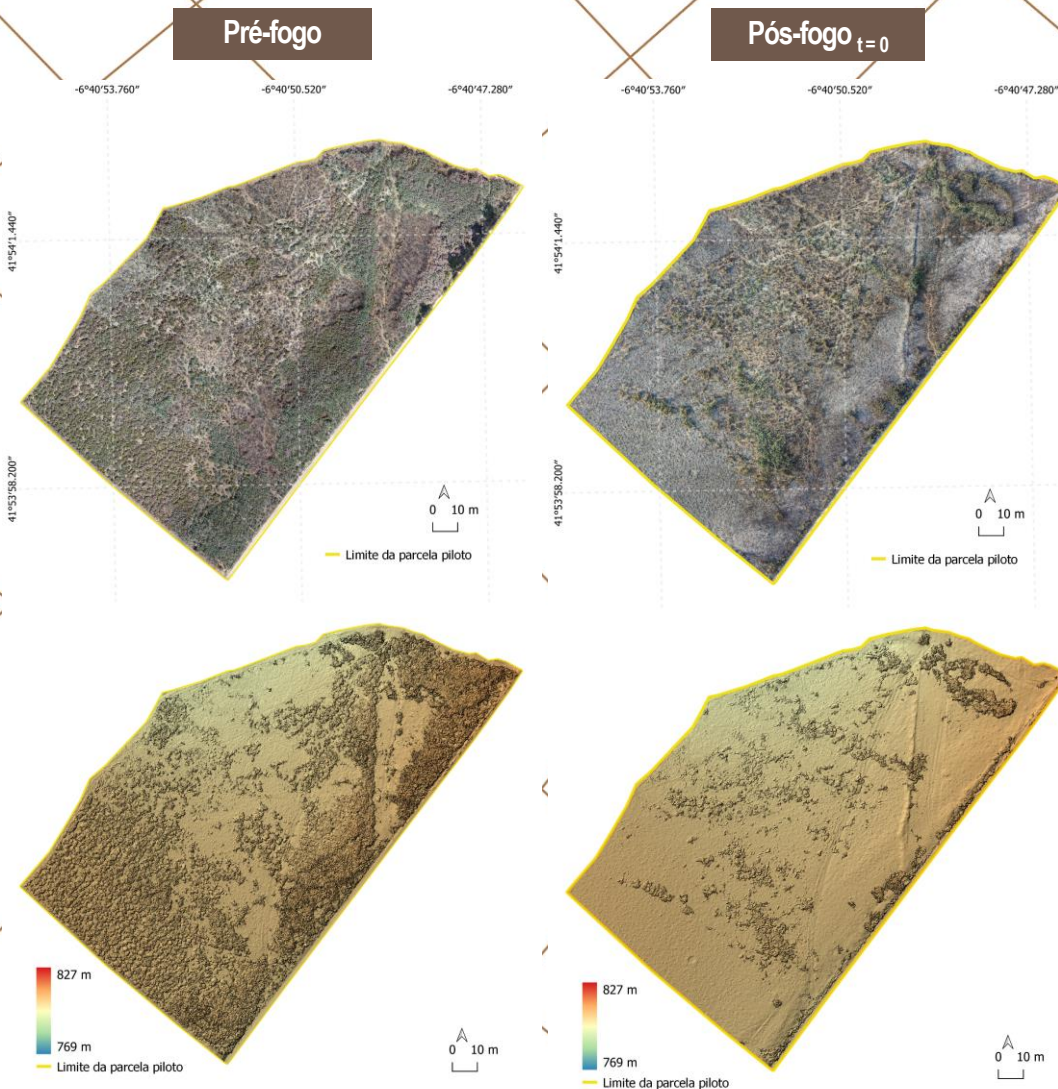 Pré-fogo
Pós-fogo t=0
-6°40'53.760"
-6°40'50.520"
-6°40'47.280"
-6°40'53.760"
-6°40'50.520"
-6°40'47.280"
41°54'1.440"
41°53'58.200"
0 10 m
Limite da parcela piloto
41°54'1.440"
41°53'58.200"
0 10 m
Limite da parcela piloto
827 m
769 m
Limite da parcela piloto
0 10 m
827 m
769 m
Limite da parcela piloto
0 10 m